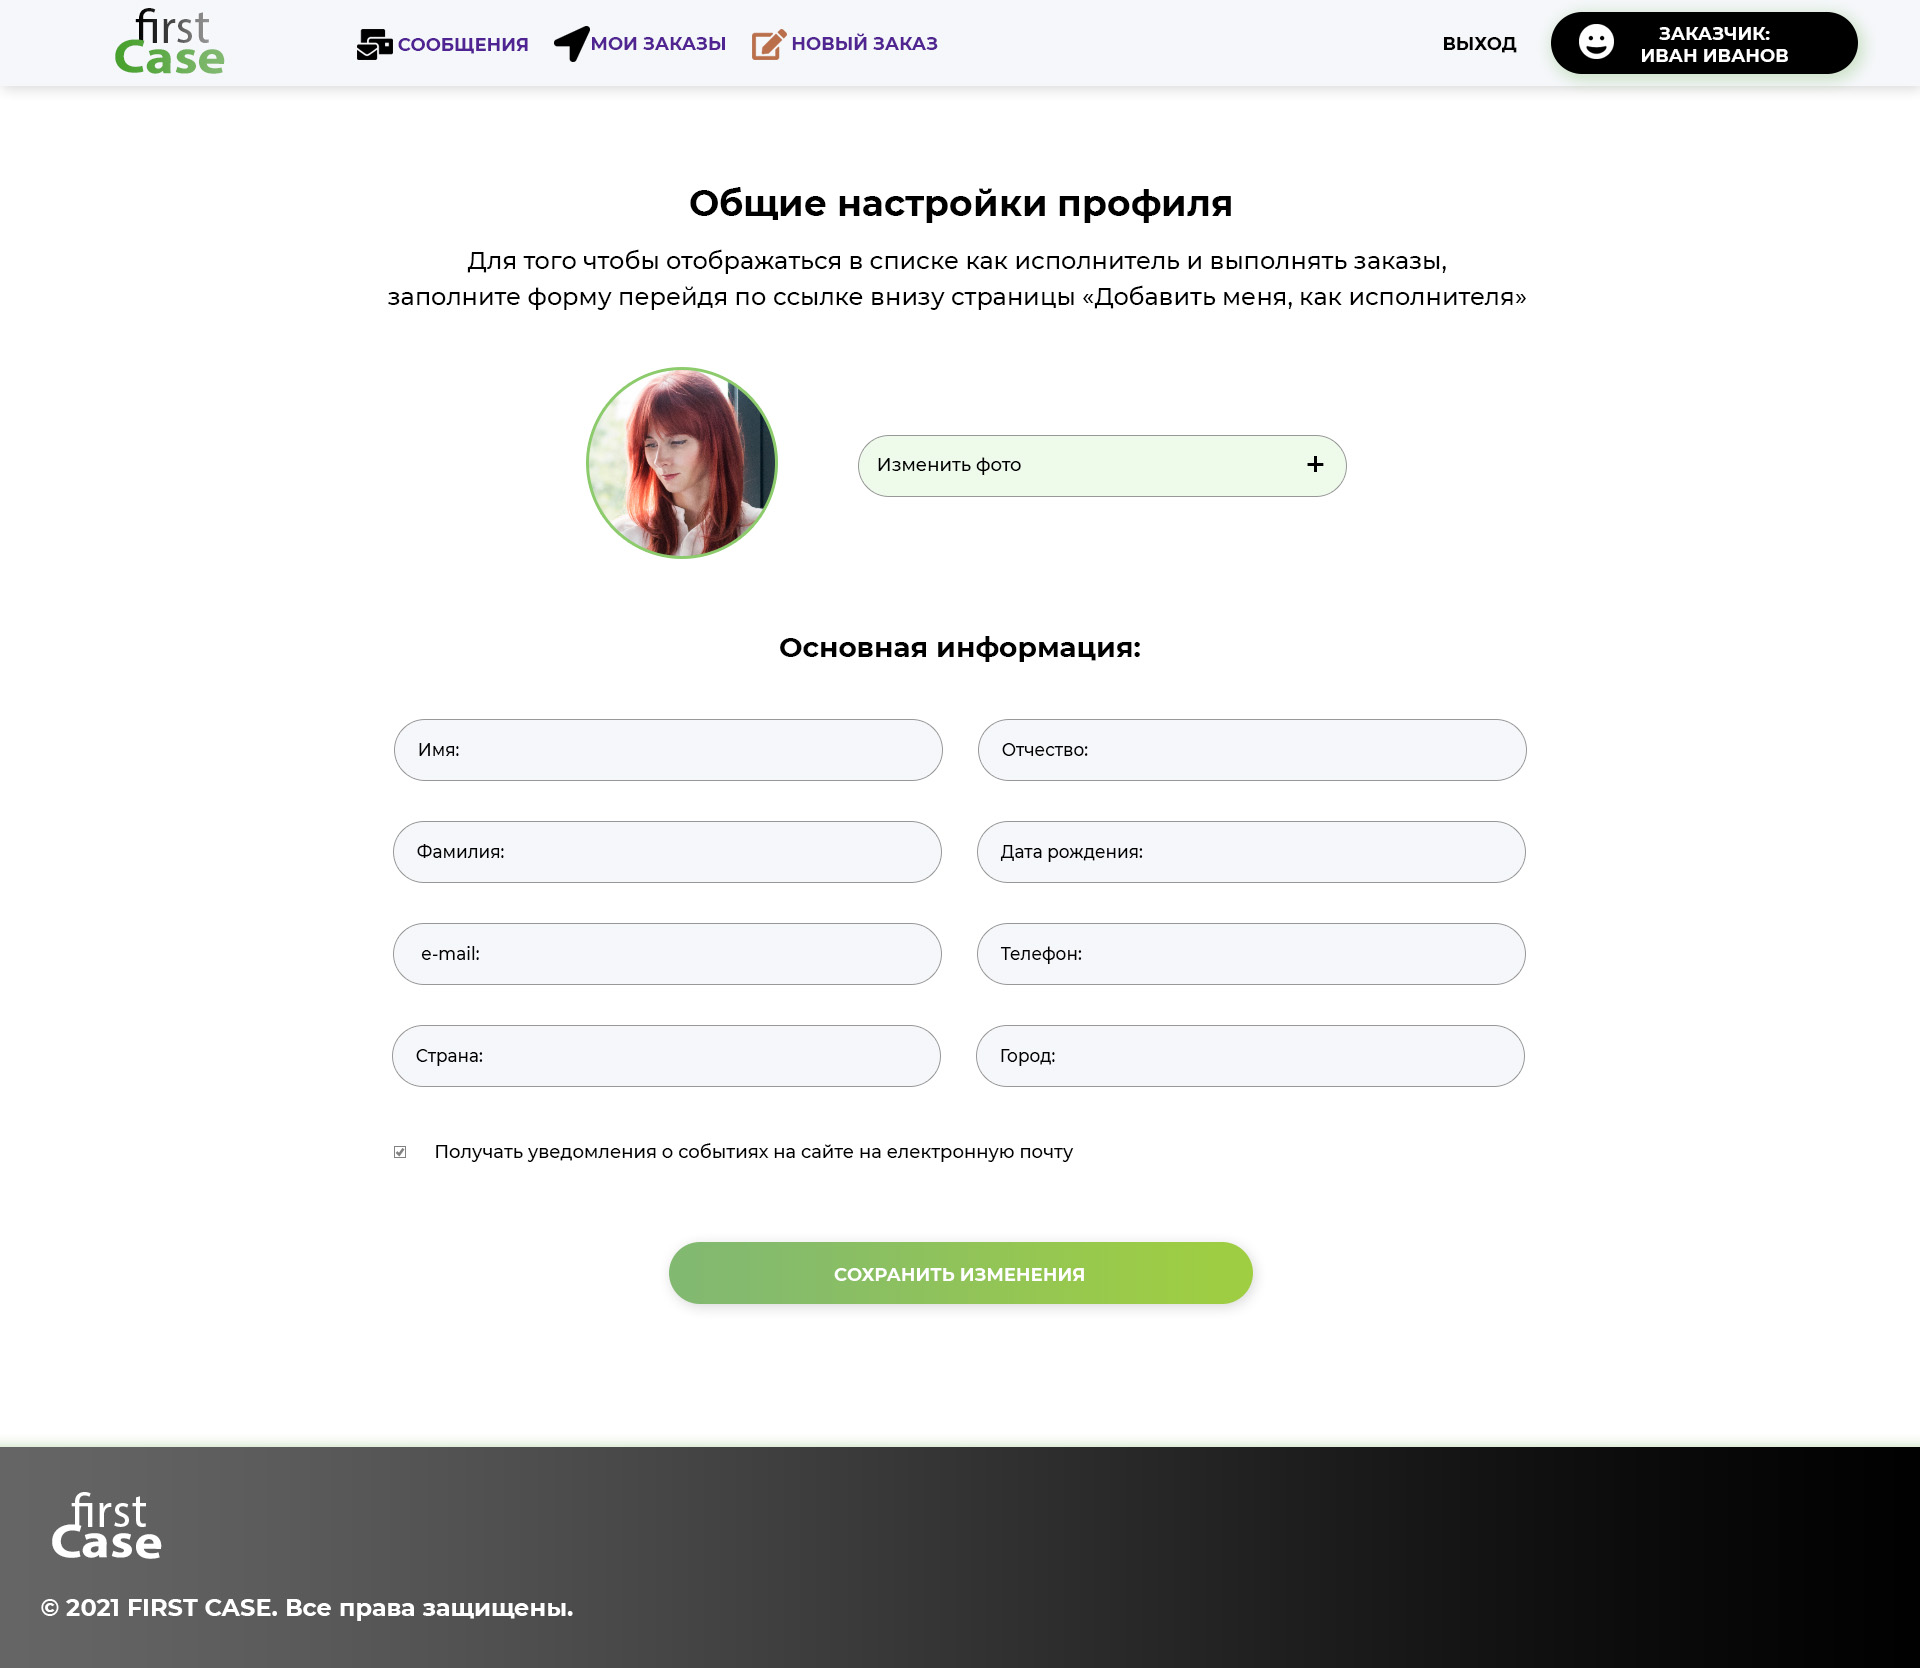 first
Case
СООБЩЕНИЯ
МОИ ЗАКАЗЫ
НОВЫЙ ЗАКАЗ
ВЫХОД
ЗАКАЗЧИК:
ИВАН ИВАНОВ
Общие настройки профиля
Для того чтобы отображаться в списке как исполнитель и выполнять заказы,
заполните форму перейдя по ссылке внизу страницы «Добавить меня, как исполнителя»
Изменить фото +
Основная информация:
Имя:
Отчество:
Фамилия:
Дата рождения:
e-mail:
Телефон:
Страна:
Город:
Получать уведомления о событиях на сайте на електронную почту
СОХРАНИТЬ ИЗМЕНЕНИЯ
first
Case
© 2021 FIRST CASE. Все права защищены.